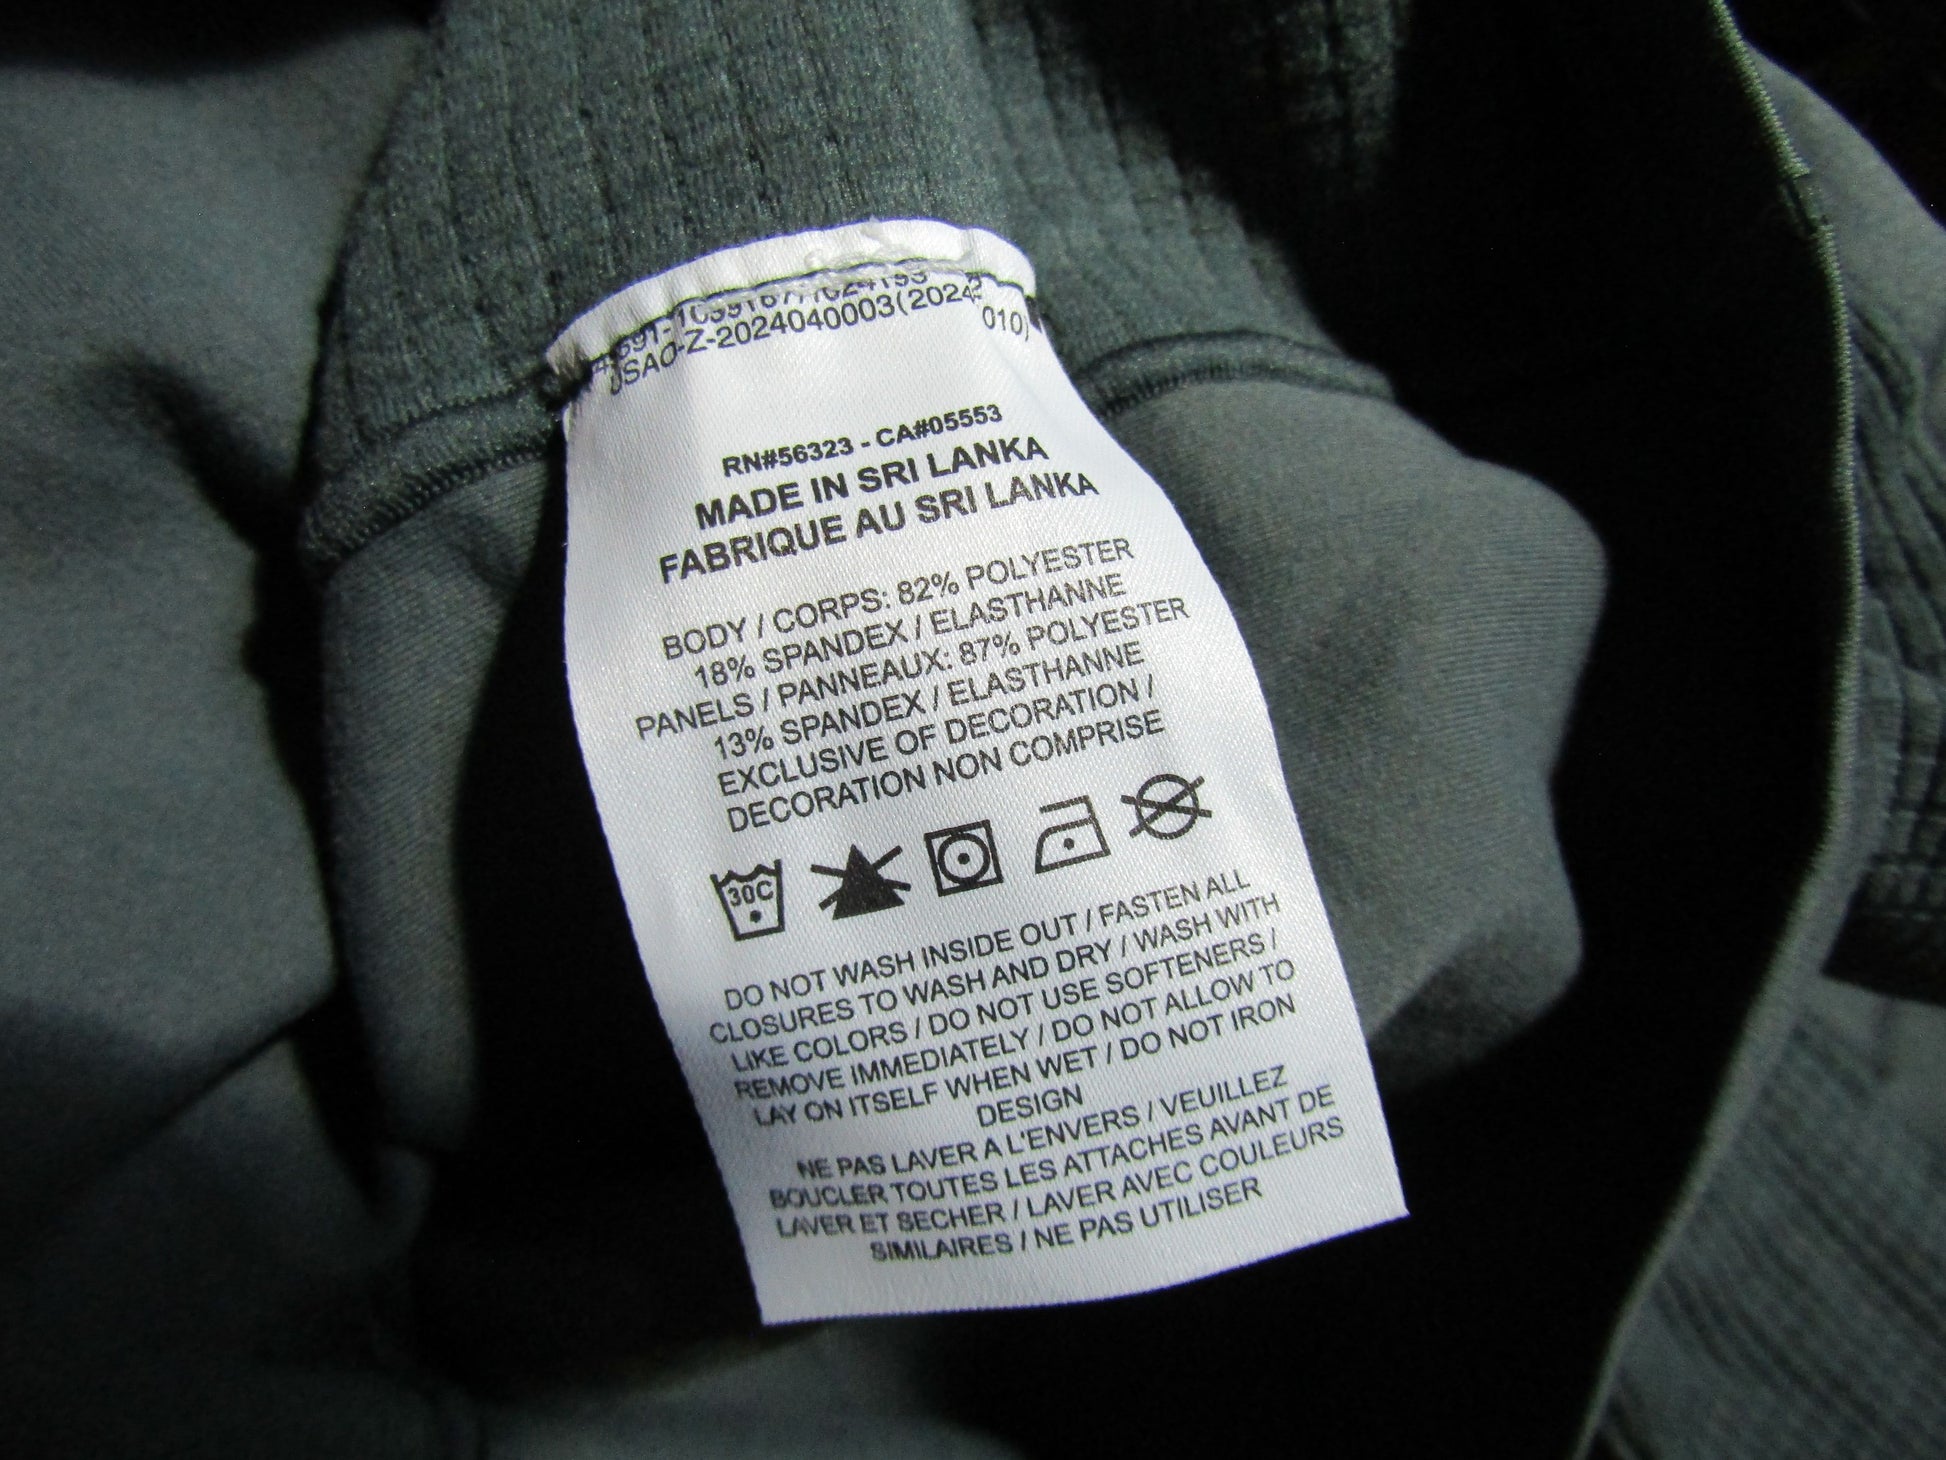 USAO-Z-2024040003(2024
010)
RN#56323 - CA#05553
MADE IN SRI LANKA
FABRIQUE AU SRI LANKA
BODY / CORPS: 82% POLYESTER
18% SPANDEX / ELASTHANNE
PANELS / PANNEAUX: 87% POLYESTER
13% SPANDEX / ELASTHANNE
EXCLUSIVE OF DECORATION /
DECORATION NON COMPRISE
30C
DO NOT WASH INSIDE OUT / FASTEN ALL
CLOSURES TO WASH AND DRY / WASH WITH
LIKE COLORS / DO NOT USE SOFTENERS /
REMOVE IMMEDIATELY / DO NOT ALLOW TO
LAY ON ITSELF WHEN WET / DO NOT IRON
DESIGN
NE PAS LAVER A L'ENVERS / VEUILLEZ
BOUCLER TOUTES LES ATTACHES AVANT DE
LAVER ET SECHER / LAVER AVEC COULEURS
SIMILAIRES / NE PAS UTILISER